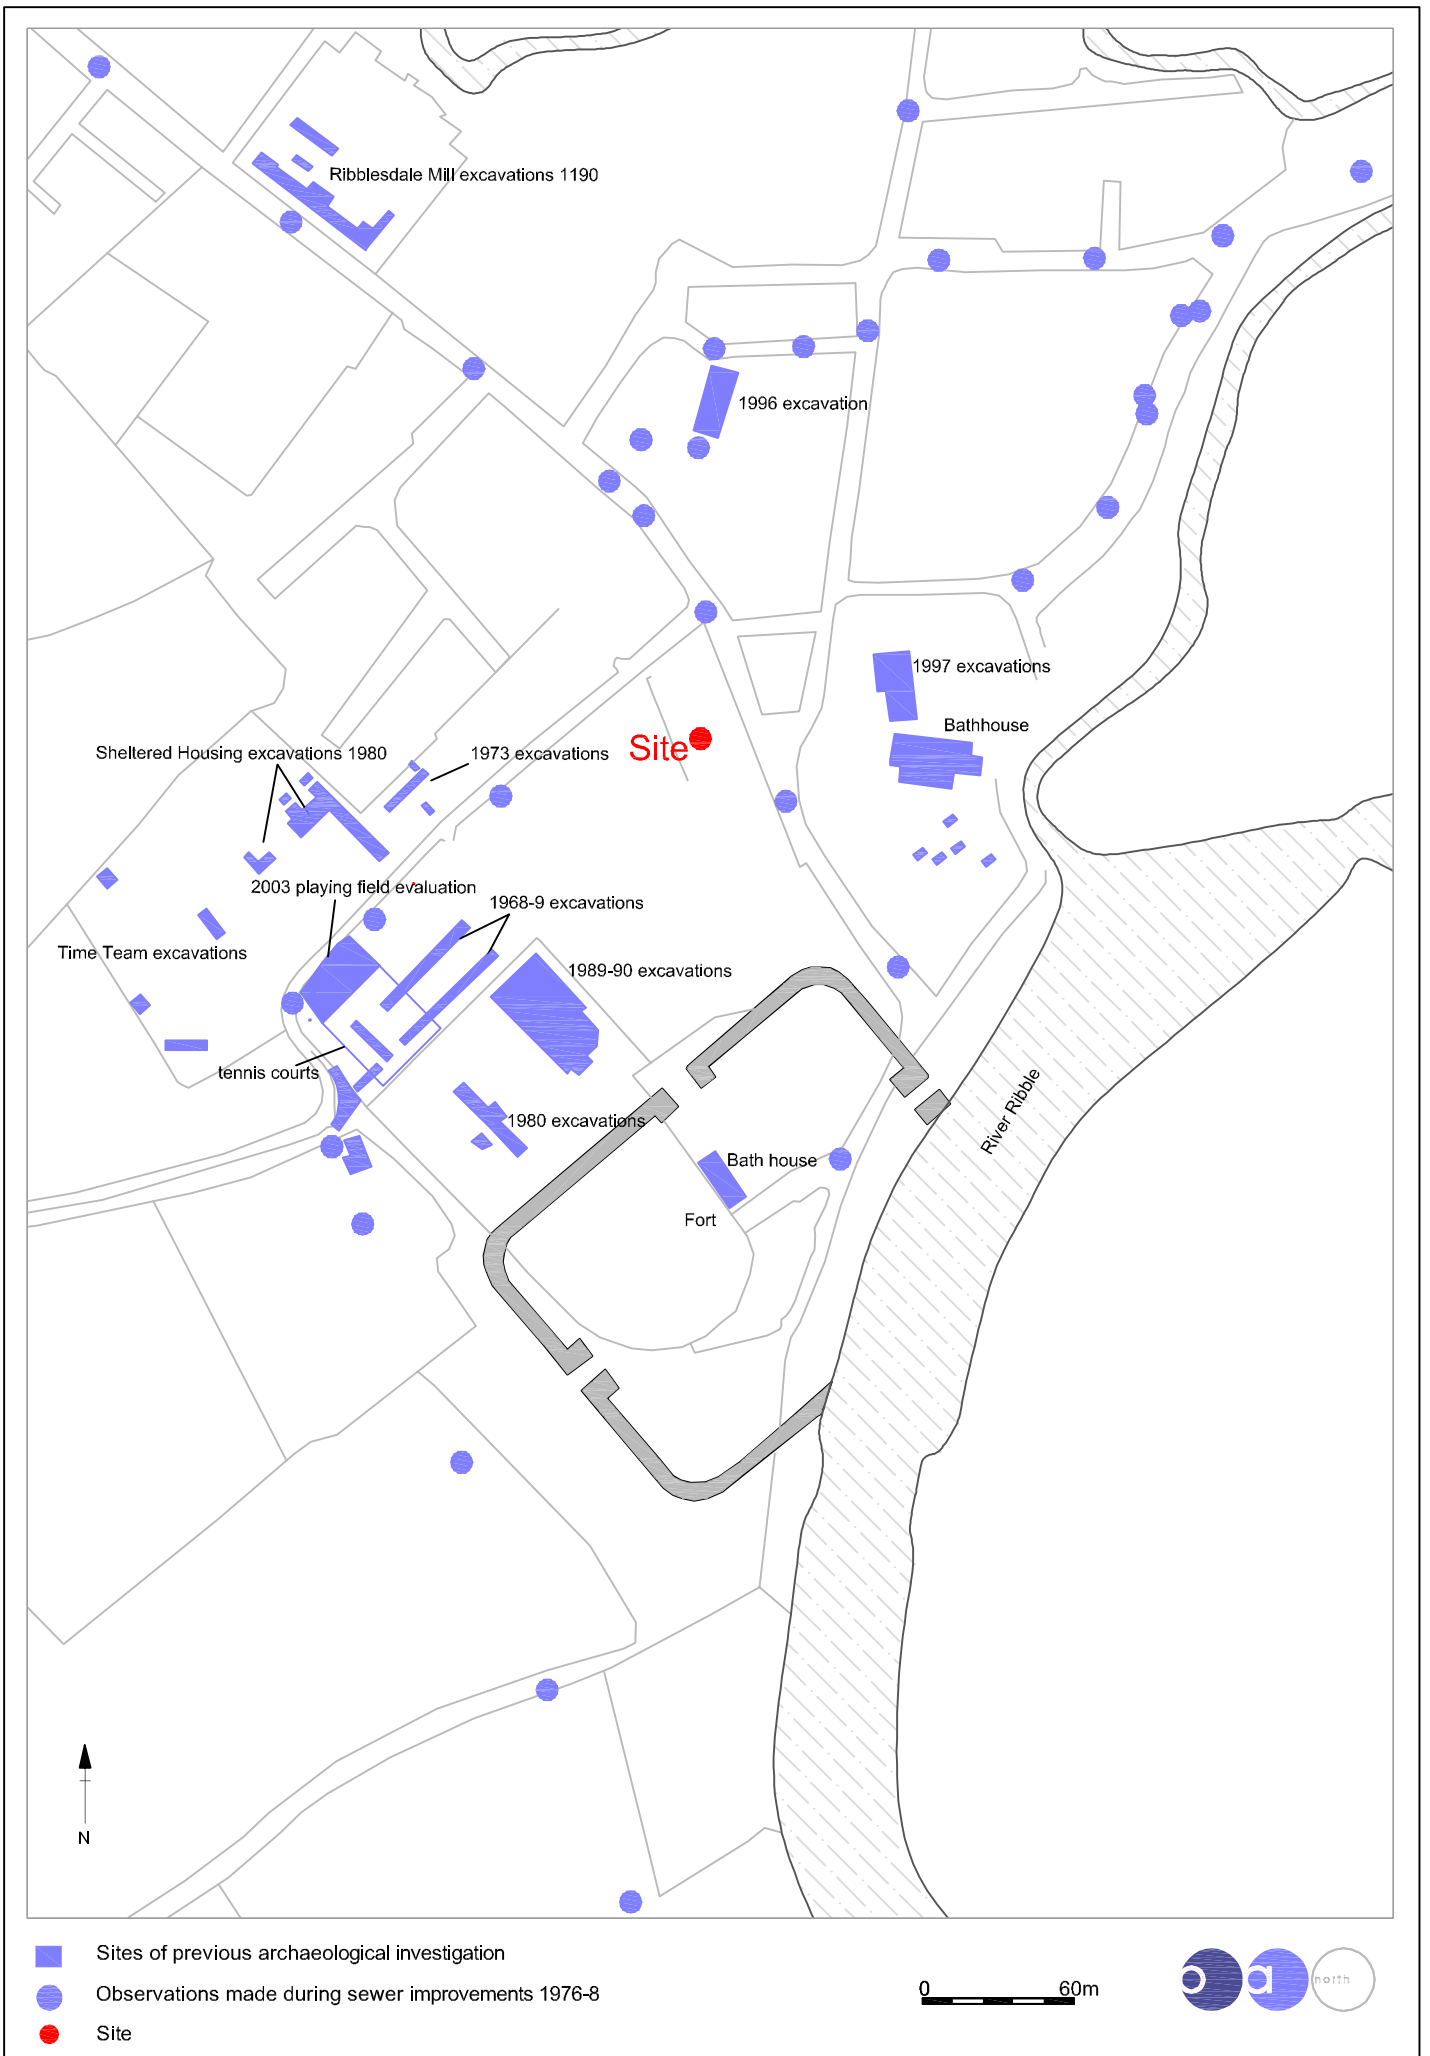 Ribblesdale Mill excavations 1190
1996 excavation
1997 excavations
Bathhouse
Site
Sheltered Housing excavations 1980
1973 excavations
2003 playing field evaluation
1968-9 excavations
Time Team excavations
1989-90 excavations
tennis courts
1980 excavations
River Ribble
Bath house
Fort
N
Sites of previous archaeological investigation
Observations made during sewer improvements 1976-8
Site
0 60m
o a north